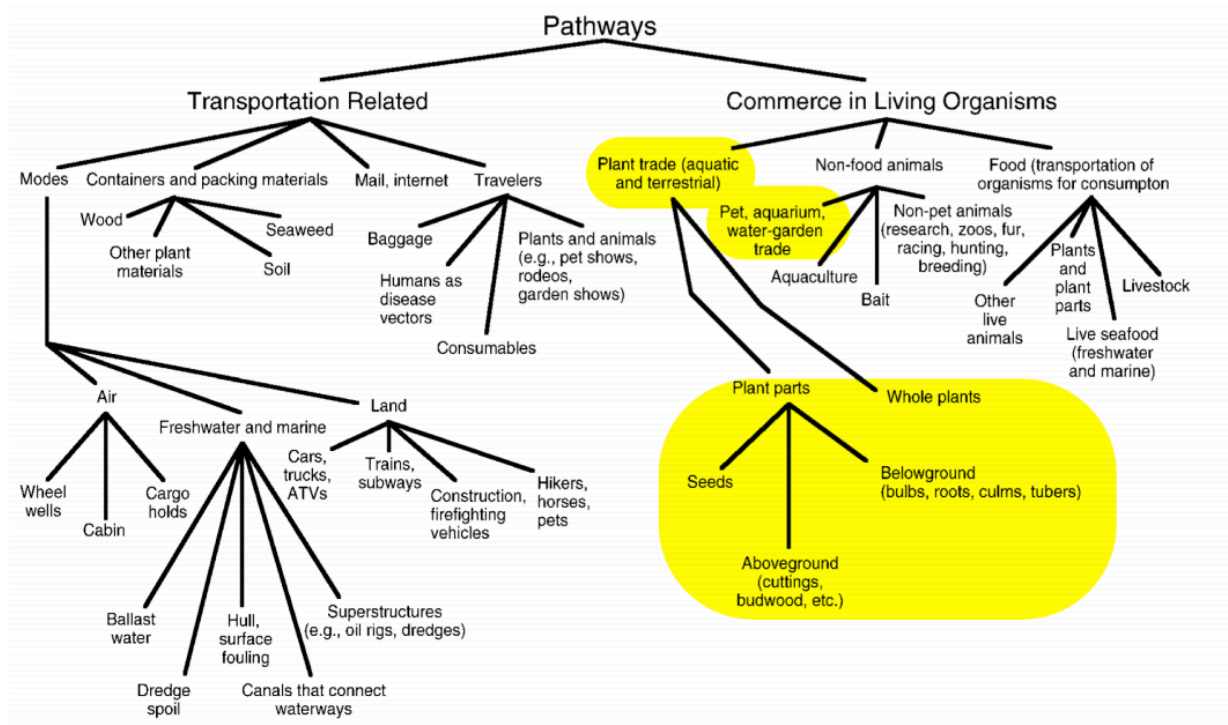 Pathways
Transportation Related
Commerce in Living Organisms
Modes
Containers and packing materials
Mail, internet
Travelers
Plant trade (aquatic
and terrestrial)
Non-food animals
Food (transportation of
organisms for consumpton
Wood
Other plant
materials
Soil
Seaweed
Baggage
Humans as
disease
vectors
Consumables
Plants and animals
(e.g., pet shows,
rodeos,
garden shows)
Pet, aquarium,
water-garden
trade
Aquaculture
Bait
Non-pet animals
(research, zoos, fur,
racing, hunting,
breeding)
Other
live
animals
Plants
and
plant
parts
Live seafood
(freshwater
and marine)
Livestock
Air
Freshwater and marine
Land
Plant parts
Whole plants
Wheel
wells
Cabin
Cargo
holds
Cars,
trucks,
ATVs
Trains,
subways
Construction,
firefighting
vehicles
Hikers,
horses,
pets
Seeds
Aboveground
(cuttings,
budwood, etc.)
Belowground
(bulbs, roots, culms, tubers)
Ballast
water
Dredge
spoil
Hull,
surface
fouling
Canals that connect
waterways
Superstructures
(e.g., oil rigs, dredges)